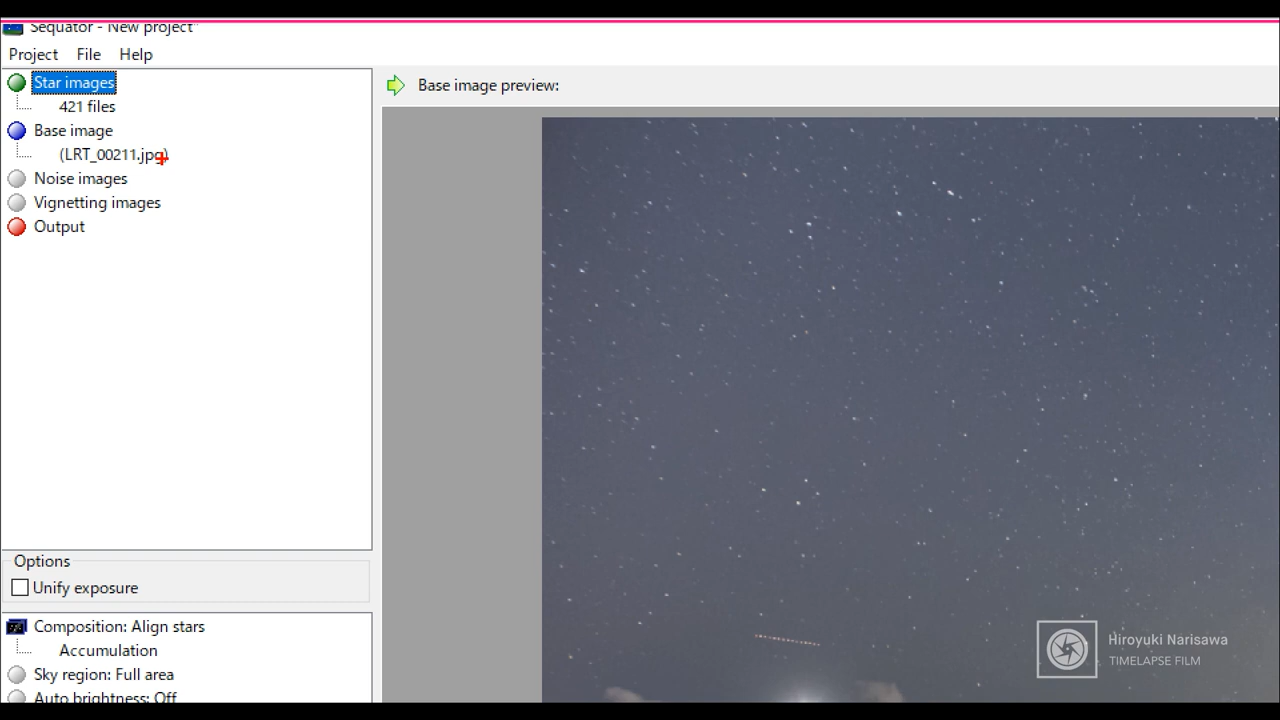 Sequator - New project*
Project File Help
Star images
421 files
Base image
(LRT_00211.jpg)
Noise images
Vignetting images
Output
Base image preview:
Options
Unify exposure
Composition: Align stars
Accumulation
Sky region: Full area
Auto brightness: Off
Hiroyuki Narisawa
TIMELAPSE FILM